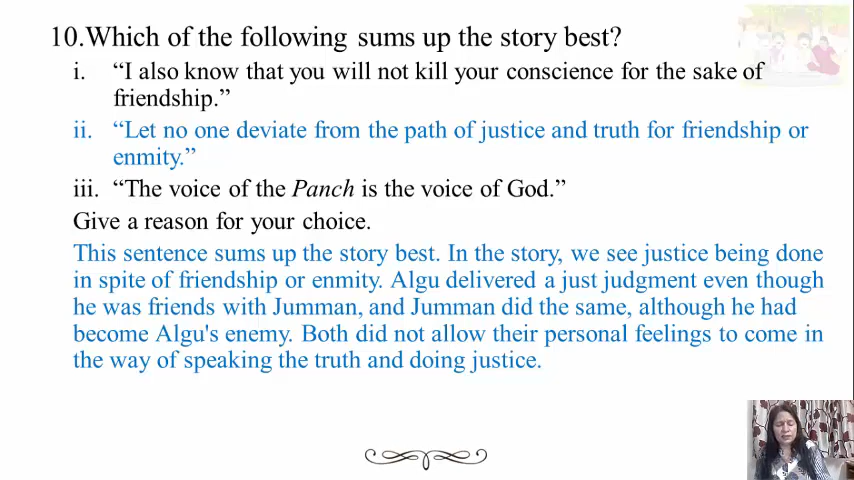 10.Which of the following sums up the story best?
i. “I also know that you will not kill your conscience for the sake of
friendship.”
ii. “Let no one deviate from the path of justice and truth for friendship or
enmity.”
iii. “The voice of the Panch is the voice of God.”
Give a reason for your choice.
This sentence sums up the story best. In the story, we see justice being done
in spite of friendship or enmity. Algu delivered a just judgment even though
he was friends with Jumman, and Jumman did the same, although he had
become Algu's enemy. Both did not allow their personal feelings to come in
the way of speaking the truth and doing justice.